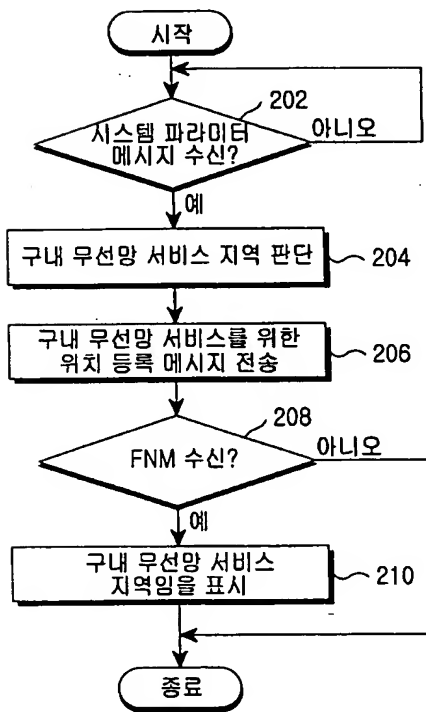 시작
202
시스템 파라미터
메시지 수신?
아니오
예
구내 무선망 서비스 지역 판단
204
구내 무선망 서비스를 위한
위치 등록 메시지 전송
206
208
FNM 수신?
아니오
예
구내 무선망 서비스
지역임을 표시
210
종료